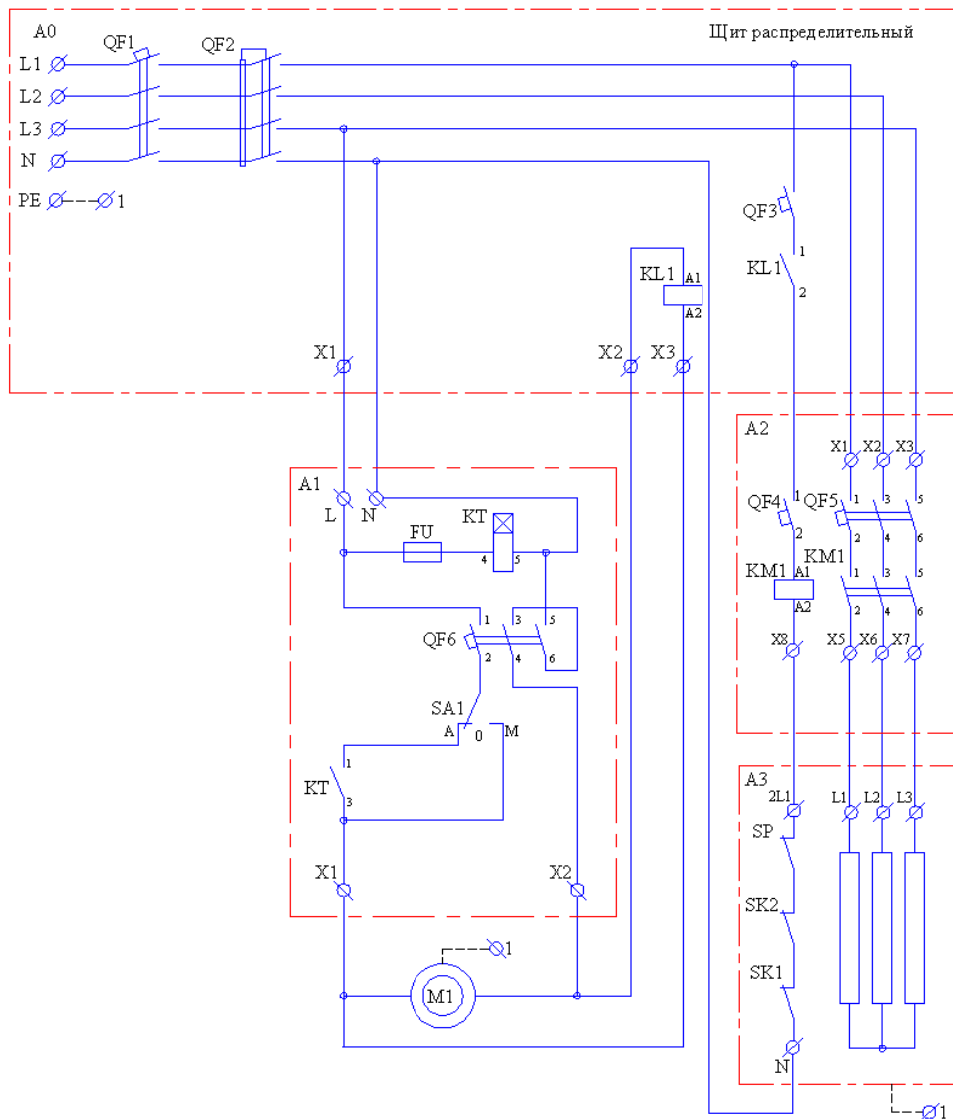 A0
QF1
QF2
Щит распределительный
L1
L2
L3
N
PE
1
QF3
1
KL1
2
KL1
A1
A2
X1
X2
X3
A2
X1
X2
X3
A1
L
N
FU
KT
4
5
QF4
1
2
QF5
1
3
5
2
4
6
KM1
A1
A2
KM1
1
3
5
2
4
6
QF6
1
3
5
2
4
6
X8
X5
X6
X7
SA1
A
0
M
KT
1
3
A3
2L1
L1
L2
L3
SP
X1
X2
SK2
1
SK1
M1
N
1